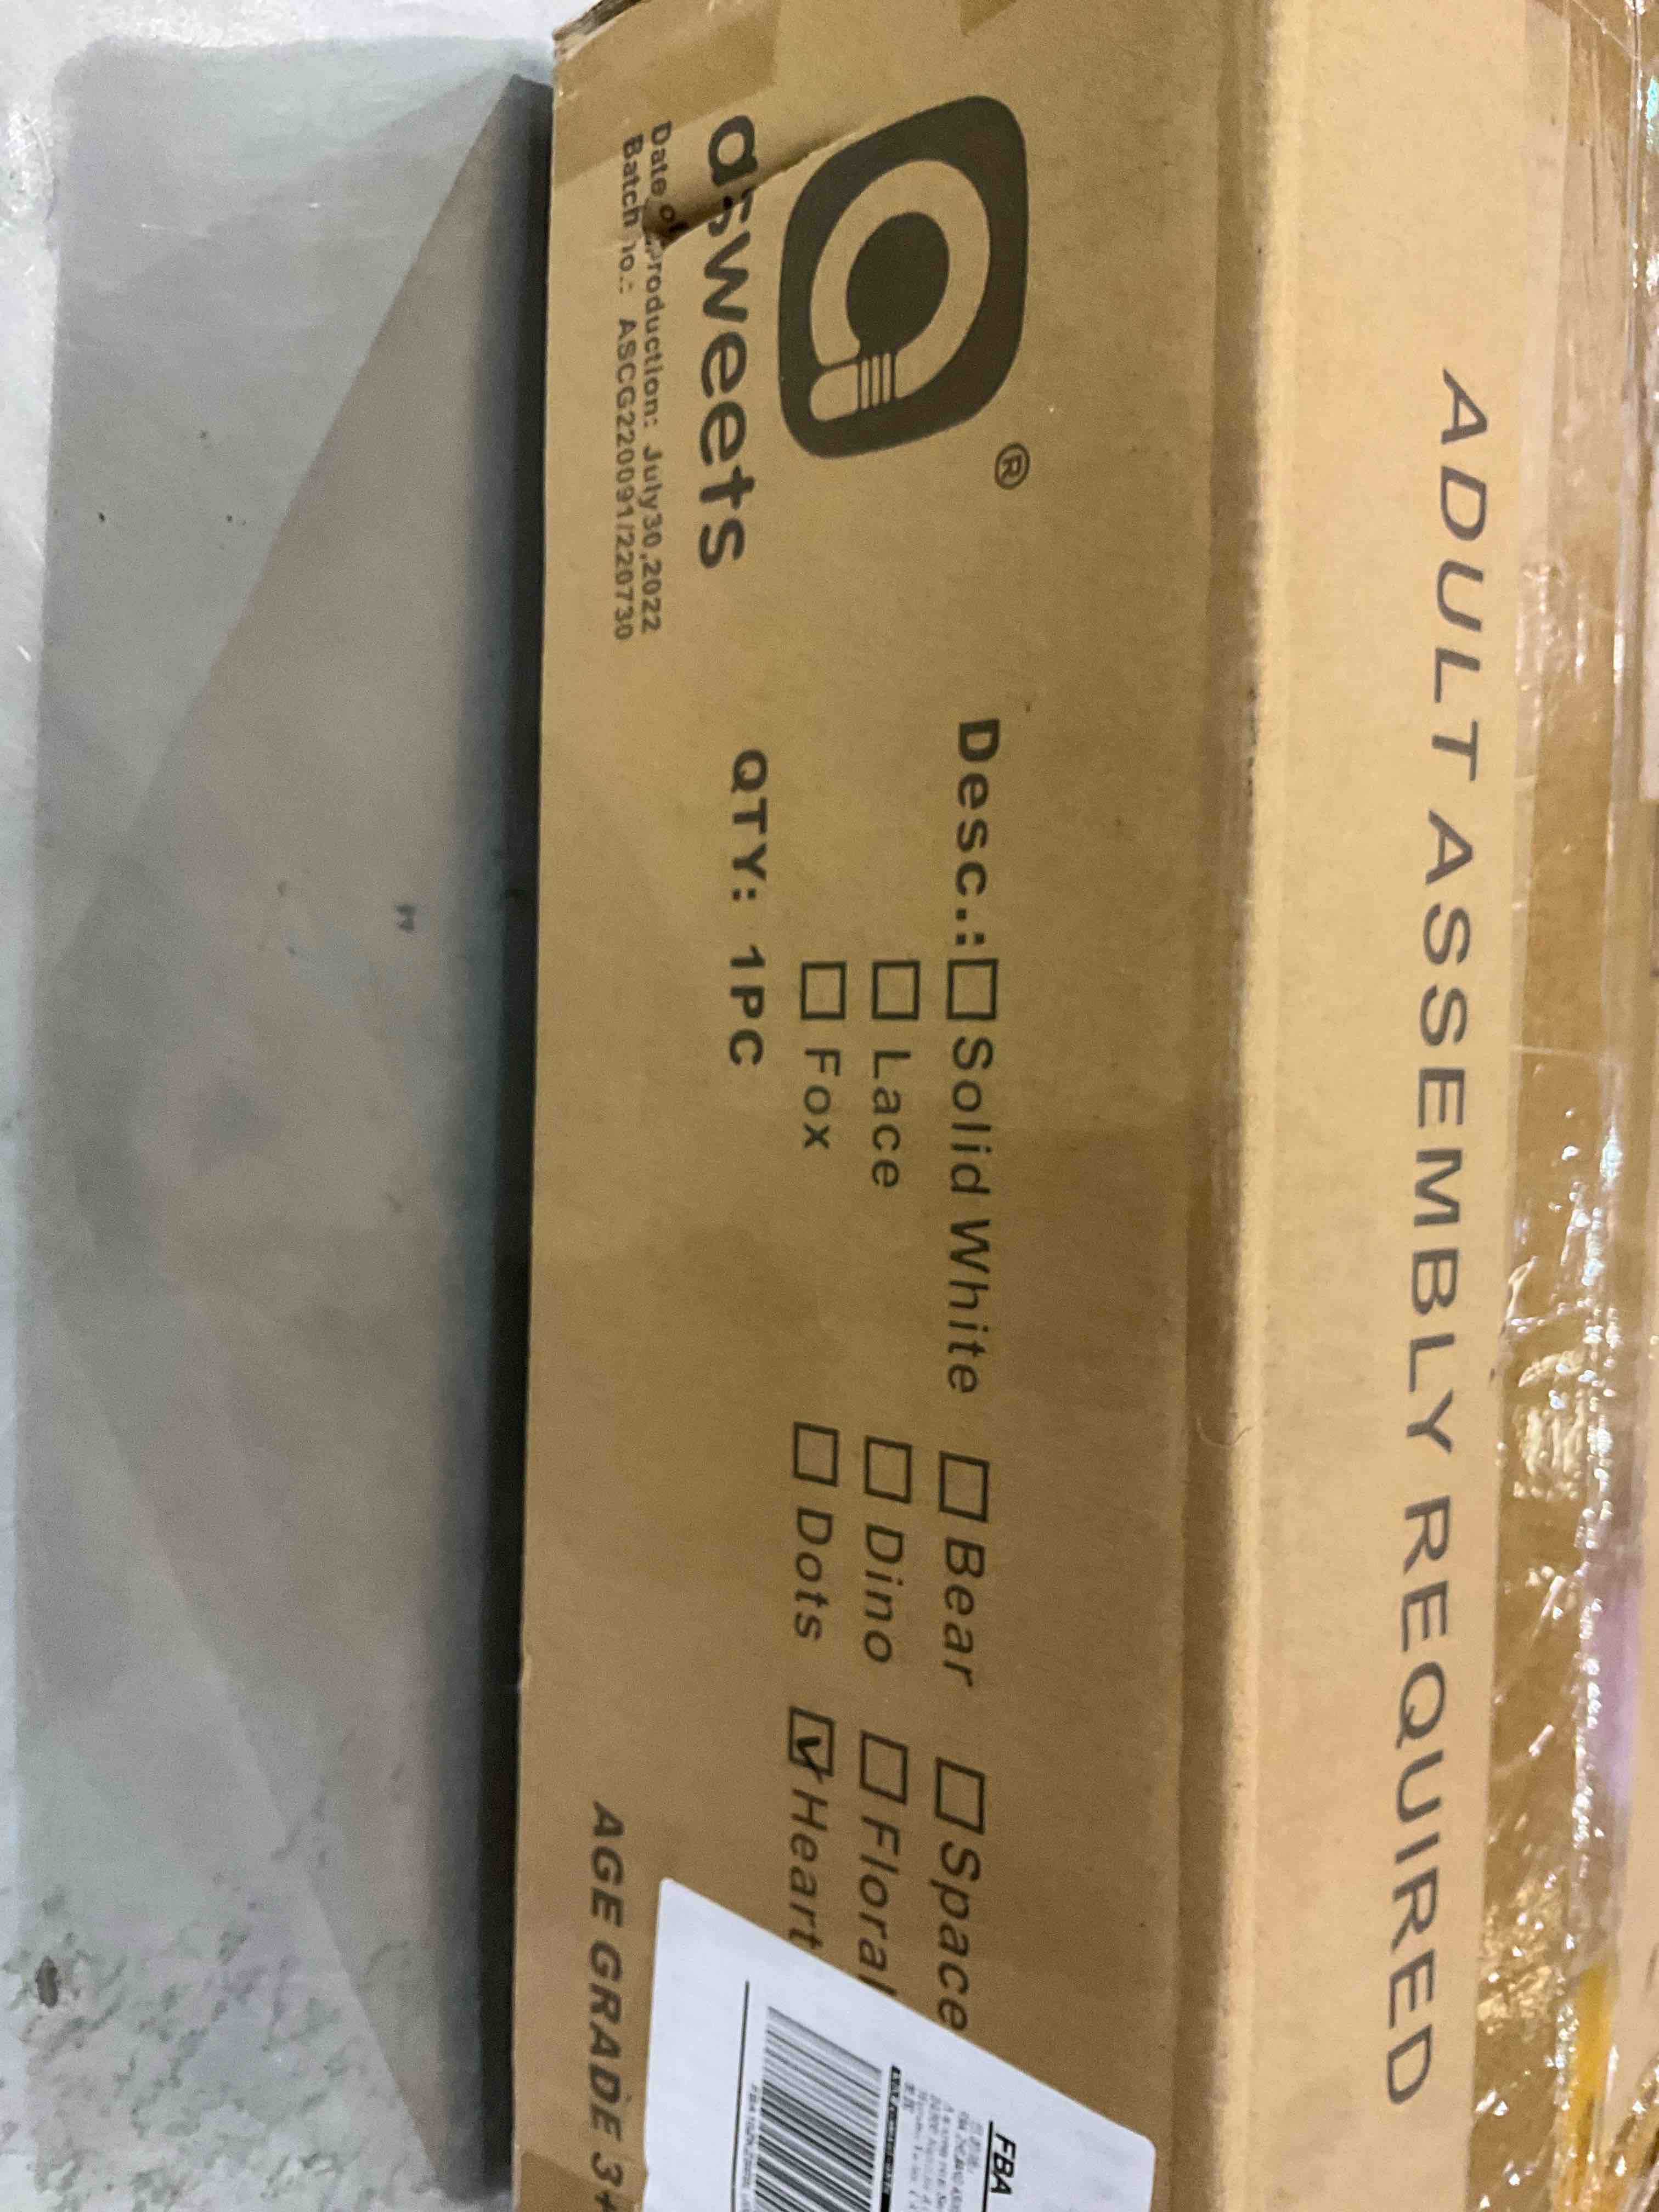 ADULT ASSEMBLY REQUIRED
®
asweets
Date of production: July30,2022
Batch no.: ASCG220091/220730
Desc.: Solid White Bear Space
Lace Dino Floral
Fox Dots Heart
QTY: 1PC
AGE GRADE 3+
FBA